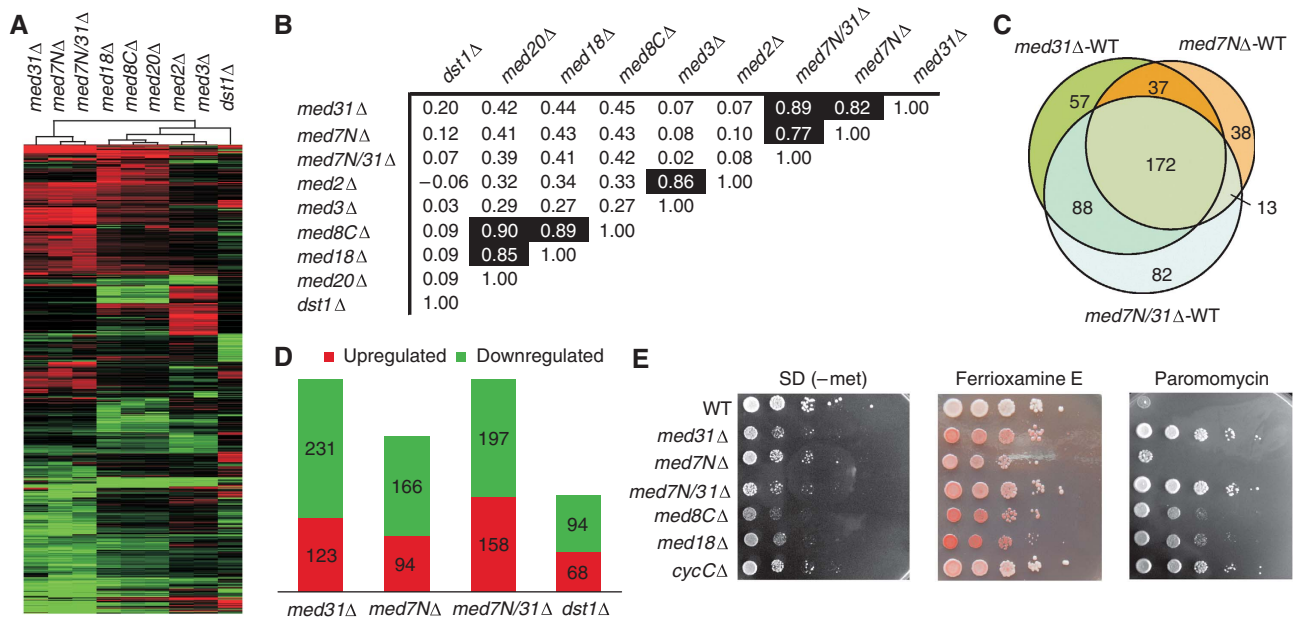 A
med31Δ
med7NΔ
med7N/31Δ
med18Δ
med8CΔ
med20Δ
med2Δ
med3Δ
dst1Δ
B
dst1Δ med20Δ med18Δ med8CΔ med3Δ med2Δ med7N/31Δ med7NΔ med31Δ
med31Δ 0.20 0.42 0.44 0.45 0.07 0.07 0.89 0.82 1.00
med7NΔ 0.12 0.41 0.43 0.43 0.08 0.10 0.77 1.00
med7N/31Δ 0.07 0.39 0.41 0.42 0.02 0.08 1.00
med2Δ −0.06 0.32 0.34 0.33 0.86 1.00
med3Δ 0.03 0.29 0.27 0.27 1.00
med8CΔ 0.09 0.90 0.89 1.00
med18Δ 0.09 0.85 1.00
med20Δ 0.09 1.00
dst1Δ 1.00
C
med31Δ-WT
med7NΔ-WT
57
37
38
172
88
13
82
med7N/31Δ-WT
D
Upregulated Downregulated
231
123
166
94
197
158
94
68
med31Δ med7NΔ med7N/31Δ dst1Δ
E
SD (−met) Ferrioxamine E Paromomycin
WT
med31Δ
med7NΔ
med7N/31Δ
med8CΔ
med18Δ
cycCΔ